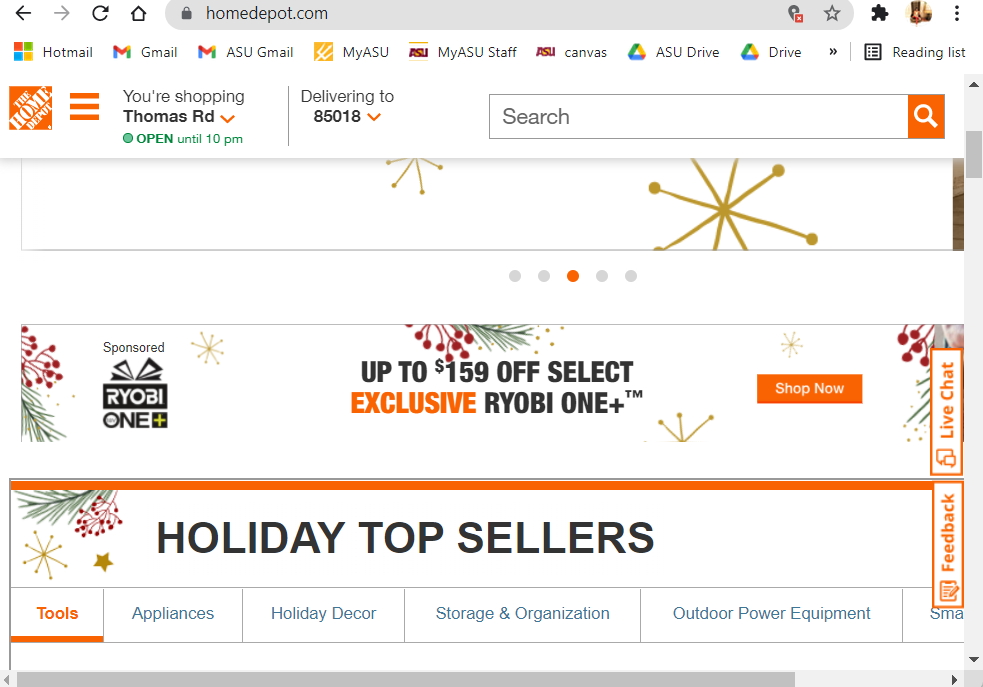 homedepot.com
Hotmail Gmail ASU Gmail MyASU ASU MyASU Staff ASU canvas ASU Drive Drive » Reading list
THE HOME DEPOT
You're shopping
Thomas Rd
OPEN until 10 pm
Delivering to
85018
Search
Sponsored
RYOBI
ONE+
UP TO $159 OFF SELECT
EXCLUSIVE RYOBI ONE+™
Shop Now
Live Chat
Feedback
HOLIDAY TOP SELLERS
Tools Appliances Holiday Decor Storage & Organization Outdoor Power Equipment Sma